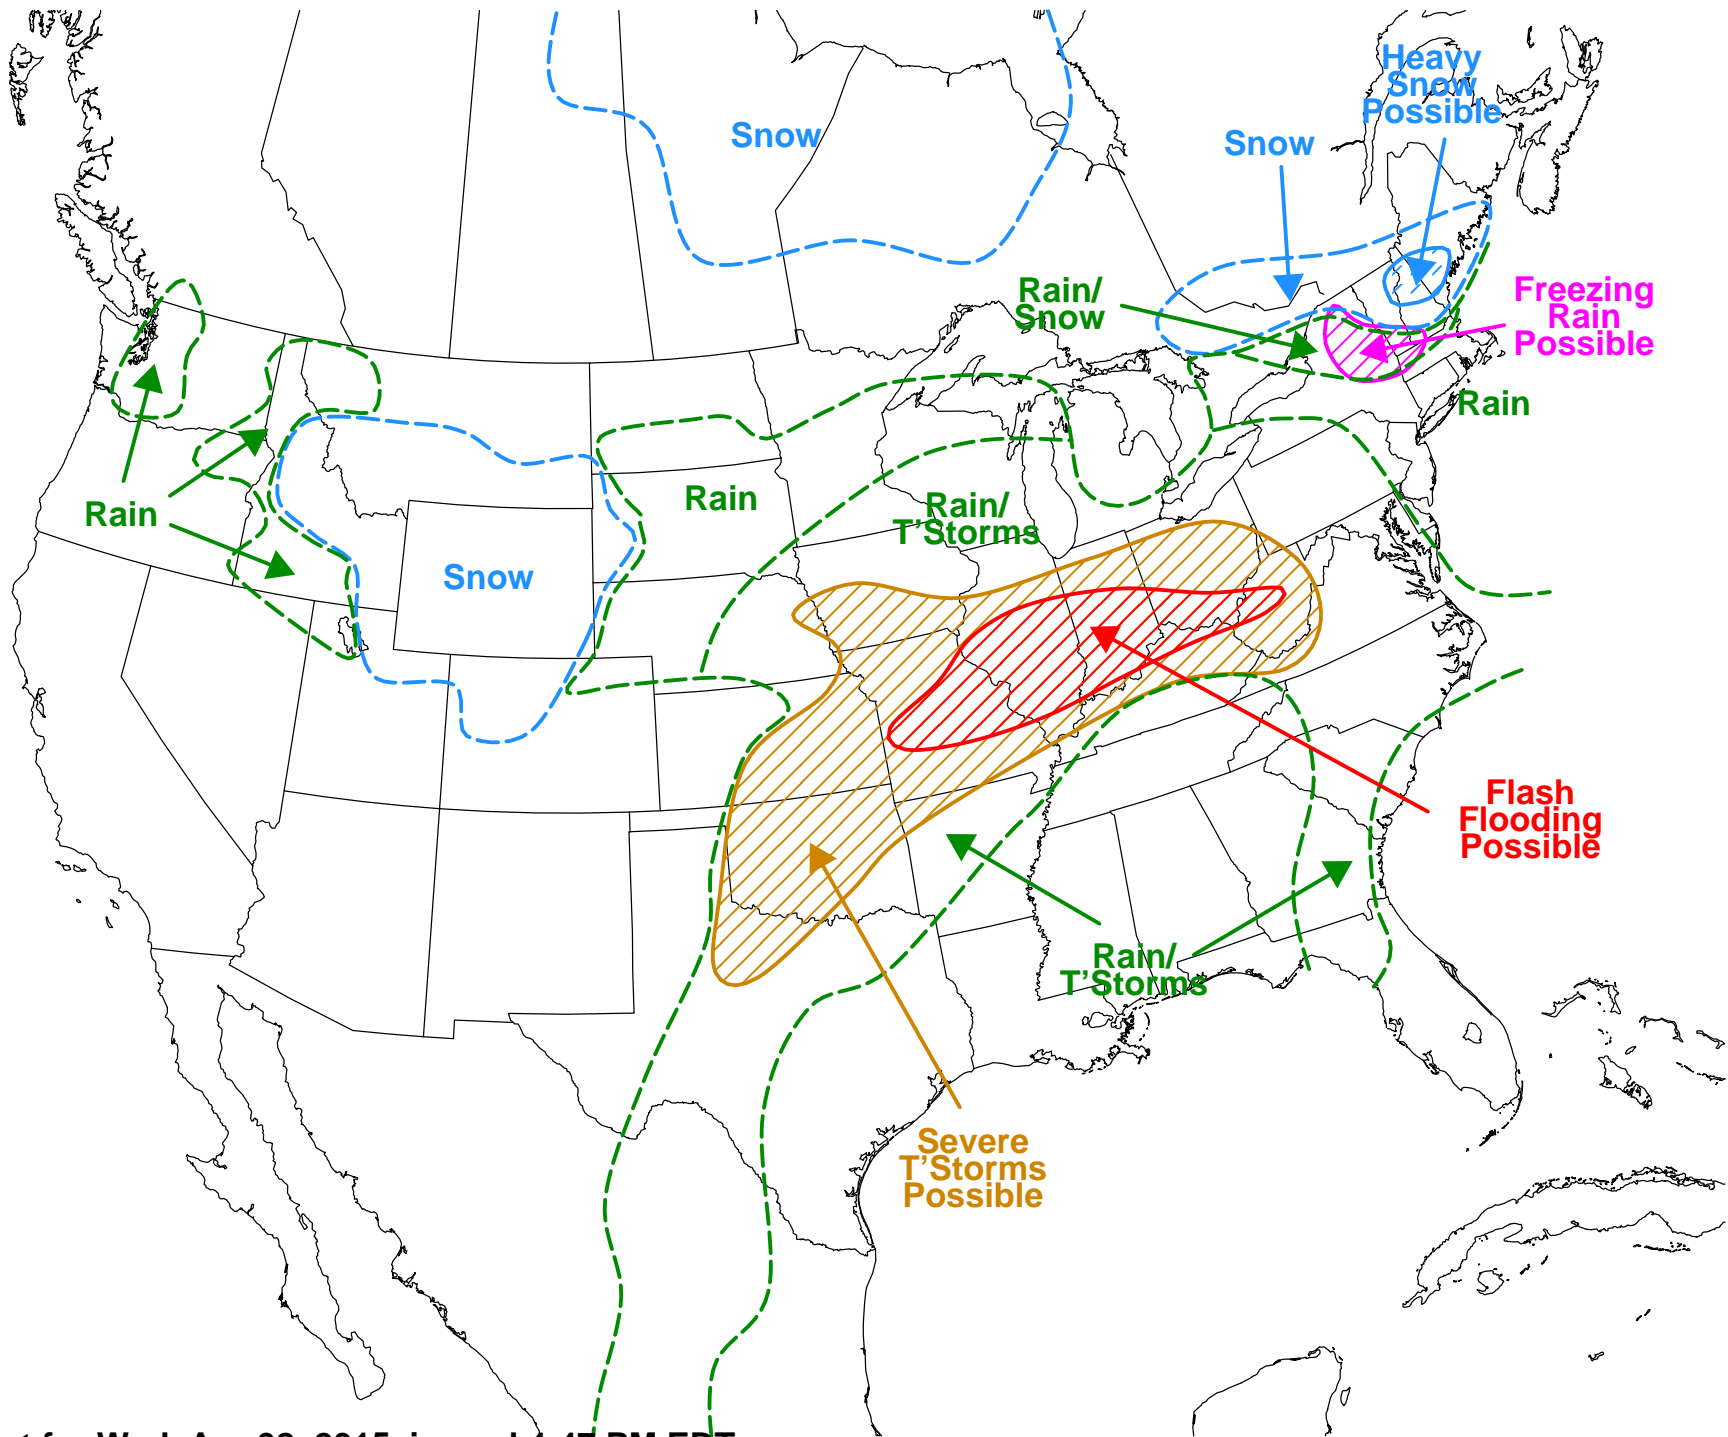 Heavy
Snow
Possible
Snow
Snow
Rain/
Snow
Freezing
Rain
Possible
Rain
Rain
Rain/
T'Storms
Rain
Snow
Flash
Flooding
Possible
Rain/
T'Storms
Severe
T'Storms
Possible